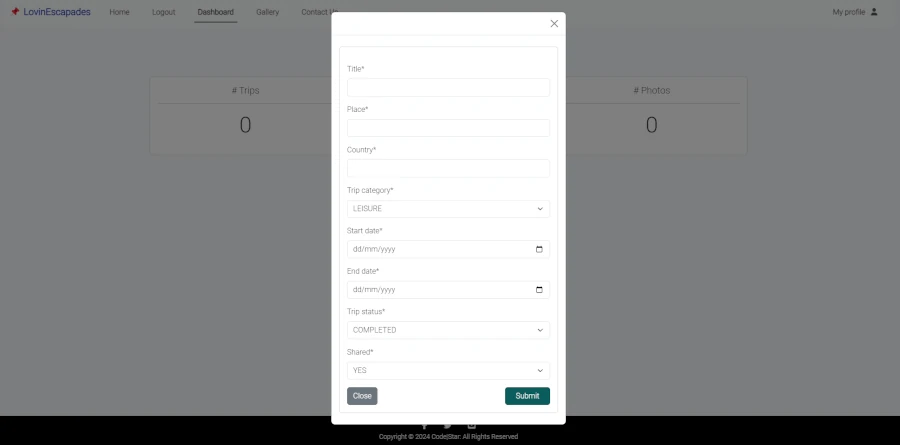 LovinEscapades Home Logout Dashboard Gallery Contact Us My profile
# Trips # Photos
0 0
Title*
Place*
Country*
Trip category*
LEISURE
Start date*
dd/mm/yyyy
End date*
dd/mm/yyyy
Trip status*
COMPLETED
Shared*
YES
Close Submit
Copyright © 2024 Code|Star. All Rights Reserved